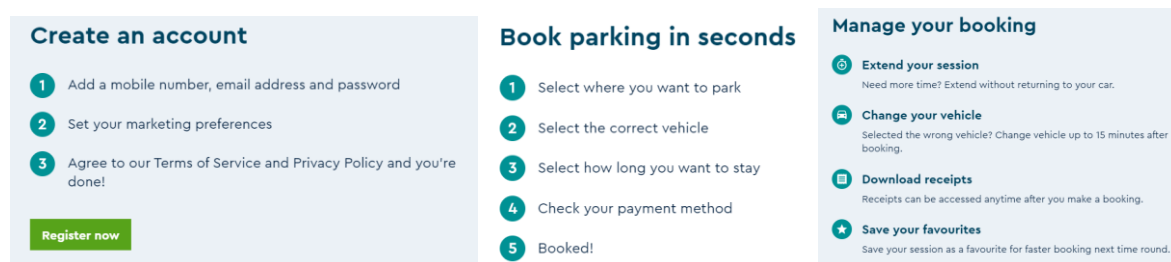 Create an account
1 Add a mobile number, email address and password
2 Set your marketing preferences
3 Agree to our Terms of Service and Privacy Policy and you're
done!
Register now
Book parking in seconds
1 Select where you want to park
2 Select the correct vehicle
3 Select how long you want to stay
4 Check your payment method
5 Booked!
Manage your booking
Extend your session
Need more time? Extend without returning to your car.
Change your vehicle
Selected the wrong vehicle? Change vehicle up to 15 minutes after
booking.
Download receipts
Receipts can be accessed anytime after you make a booking.
Save your favourites
Save your session as a favourite for faster booking next time round.